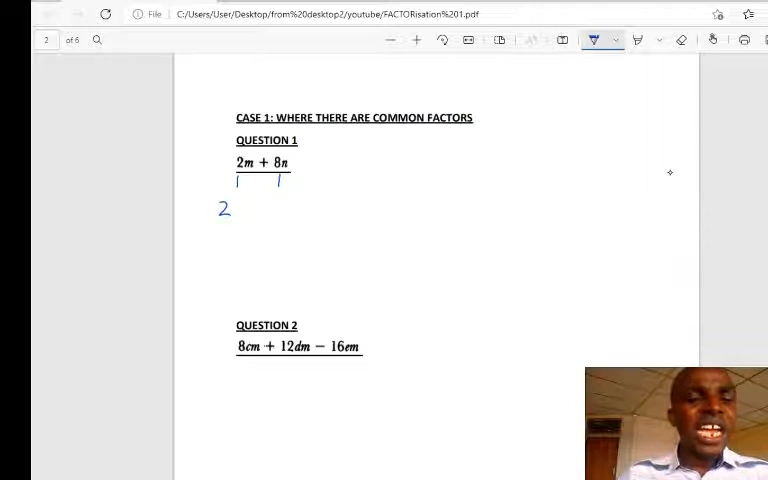 File C:/Users/User/Desktop/from%20desktop2/youtube/FACTORisation%201.pdf
2 of 6
CASE 1: WHERE THERE ARE COMMON FACTORS
QUESTION 1
2m + 8n
2
QUESTION 2
8cm + 12dm − 16em